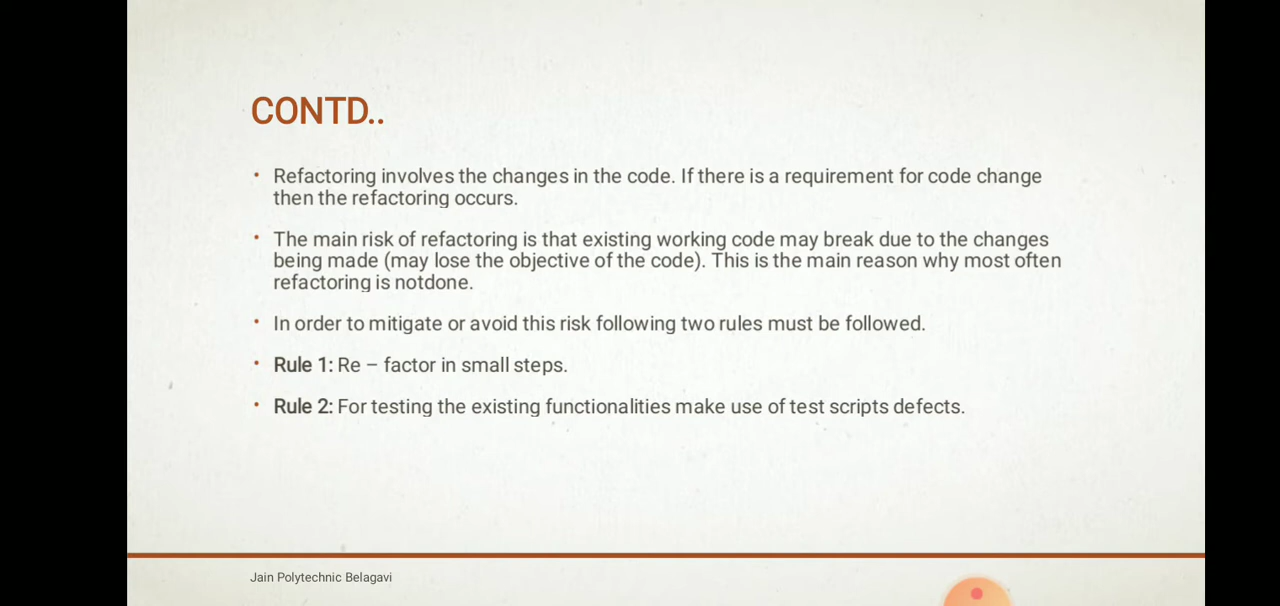 CONTD..
• Refactoring involves the changes in the code. If there is a requirement for code change
then the refactoring occurs.
• The main risk of refactoring is that existing working code may break due to the changes
being made (may lose the objective of the code). This is the main reason why most often
refactoring is notdone.
• In order to mitigate or avoid this risk following two rules must be followed.
• Rule 1: Re – factor in small steps.
• Rule 2: For testing the existing functionalities make use of test scripts defects.
Jain Polytechnic Belagavi